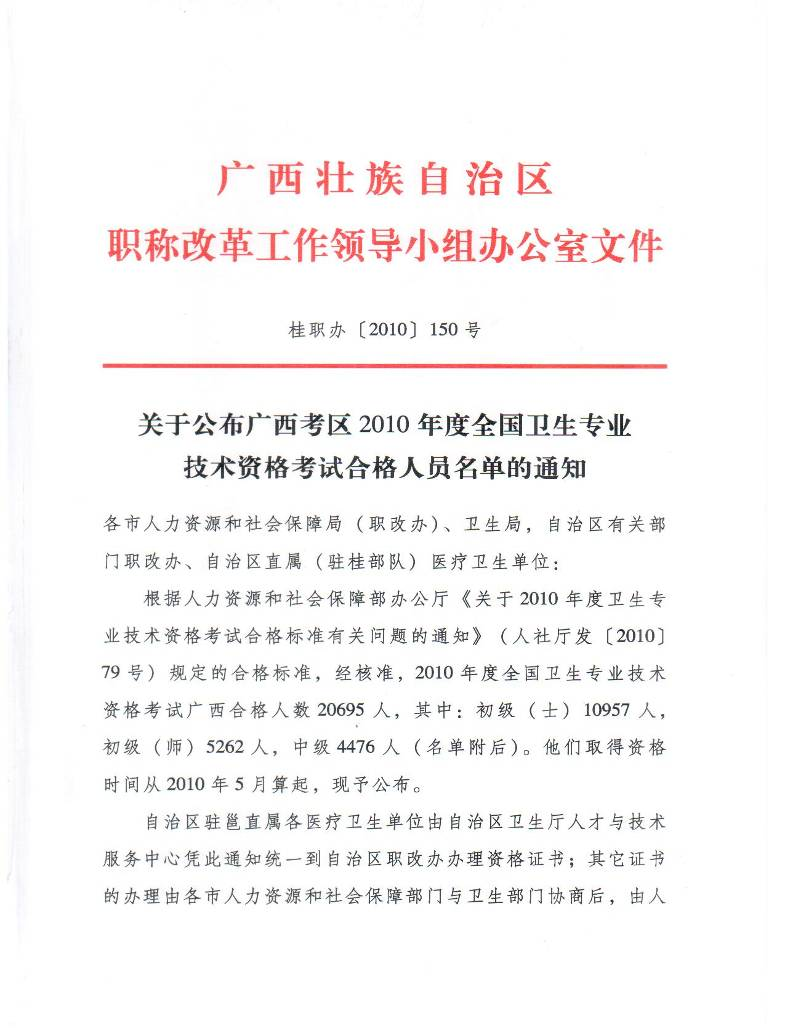 广西壮族自治区
职称改革工作领导小组办公室文件
桂职办〔2010〕150号
关于公布广西考区2010年度全国卫生专业
技术资格考试合格人员名单的通知
各市人力资源和社会保障局（职改办）、卫生局，自治区有关部
门职改办、自治区直属（驻桂部队）医疗卫生单位：
根据人力资源和社会保障部办公厅《关于2010年度卫生专
业技术资格考试合格标准有关问题的通知》（人社厅发〔2010〕
79号）规定的合格标准，经核准，2010年度全国卫生专业技术
资格考试广西合格人数20695人，其中：初级（士）10957人，
初级（师）5262人，中级4476人（名单附后）。他们取得资格
时间从2010年5月算起，现予公布。
自治区驻邕直属各医疗卫生单位由自治区卫生厅人才与技术
服务中心凭此通知统一到自治区职改办办理资格证书；其它证书
的办理由各市人力资源和社会保障部门与卫生部门协商后，由人